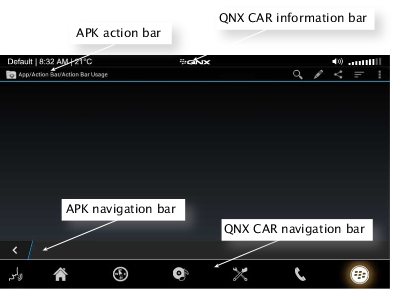 QNX CAR information bar
APK action bar
Default | 8:32 AM | 21°C
QNX
App/Action Bar/Action Bar Usage
APK navigation bar
QNX CAR navigation bar